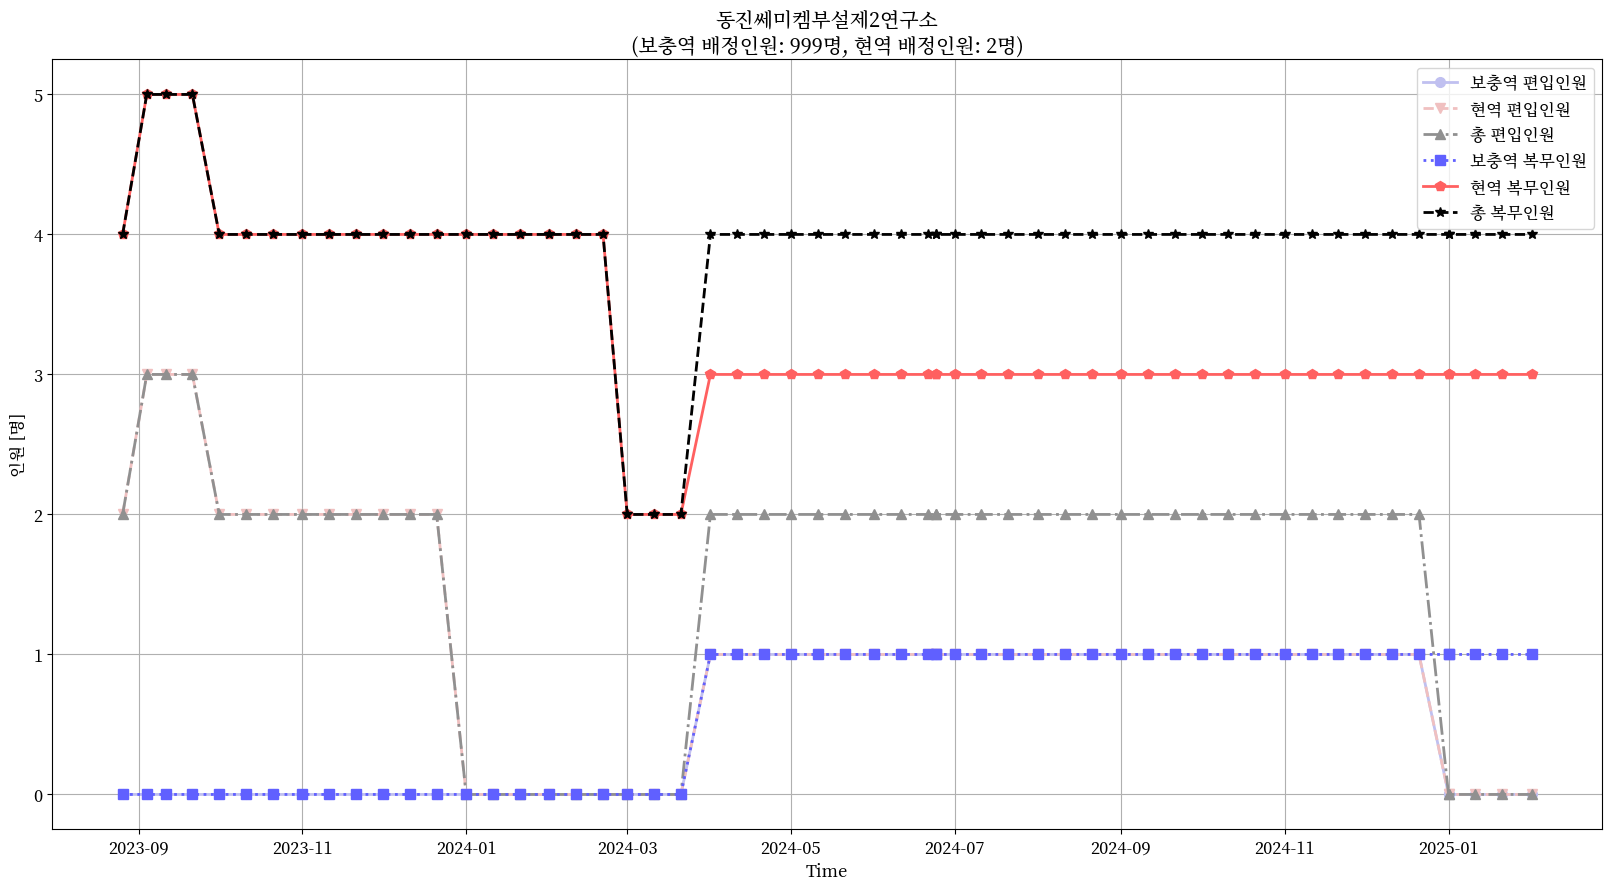 동진쎄미켐부설제2연구소
(보충역 배정인원: 999명, 현역 배정인원: 2명)
보충역 편입인원
현역 편입인원
총 편입인원
보충역 복무인원
현역 복무인원
총 복무인원
인원 [명]
5
4
3
2
1
0
2023-09
2023-11
2024-01
2024-03
2024-05
2024-07
2024-09
2024-11
2025-01
Time